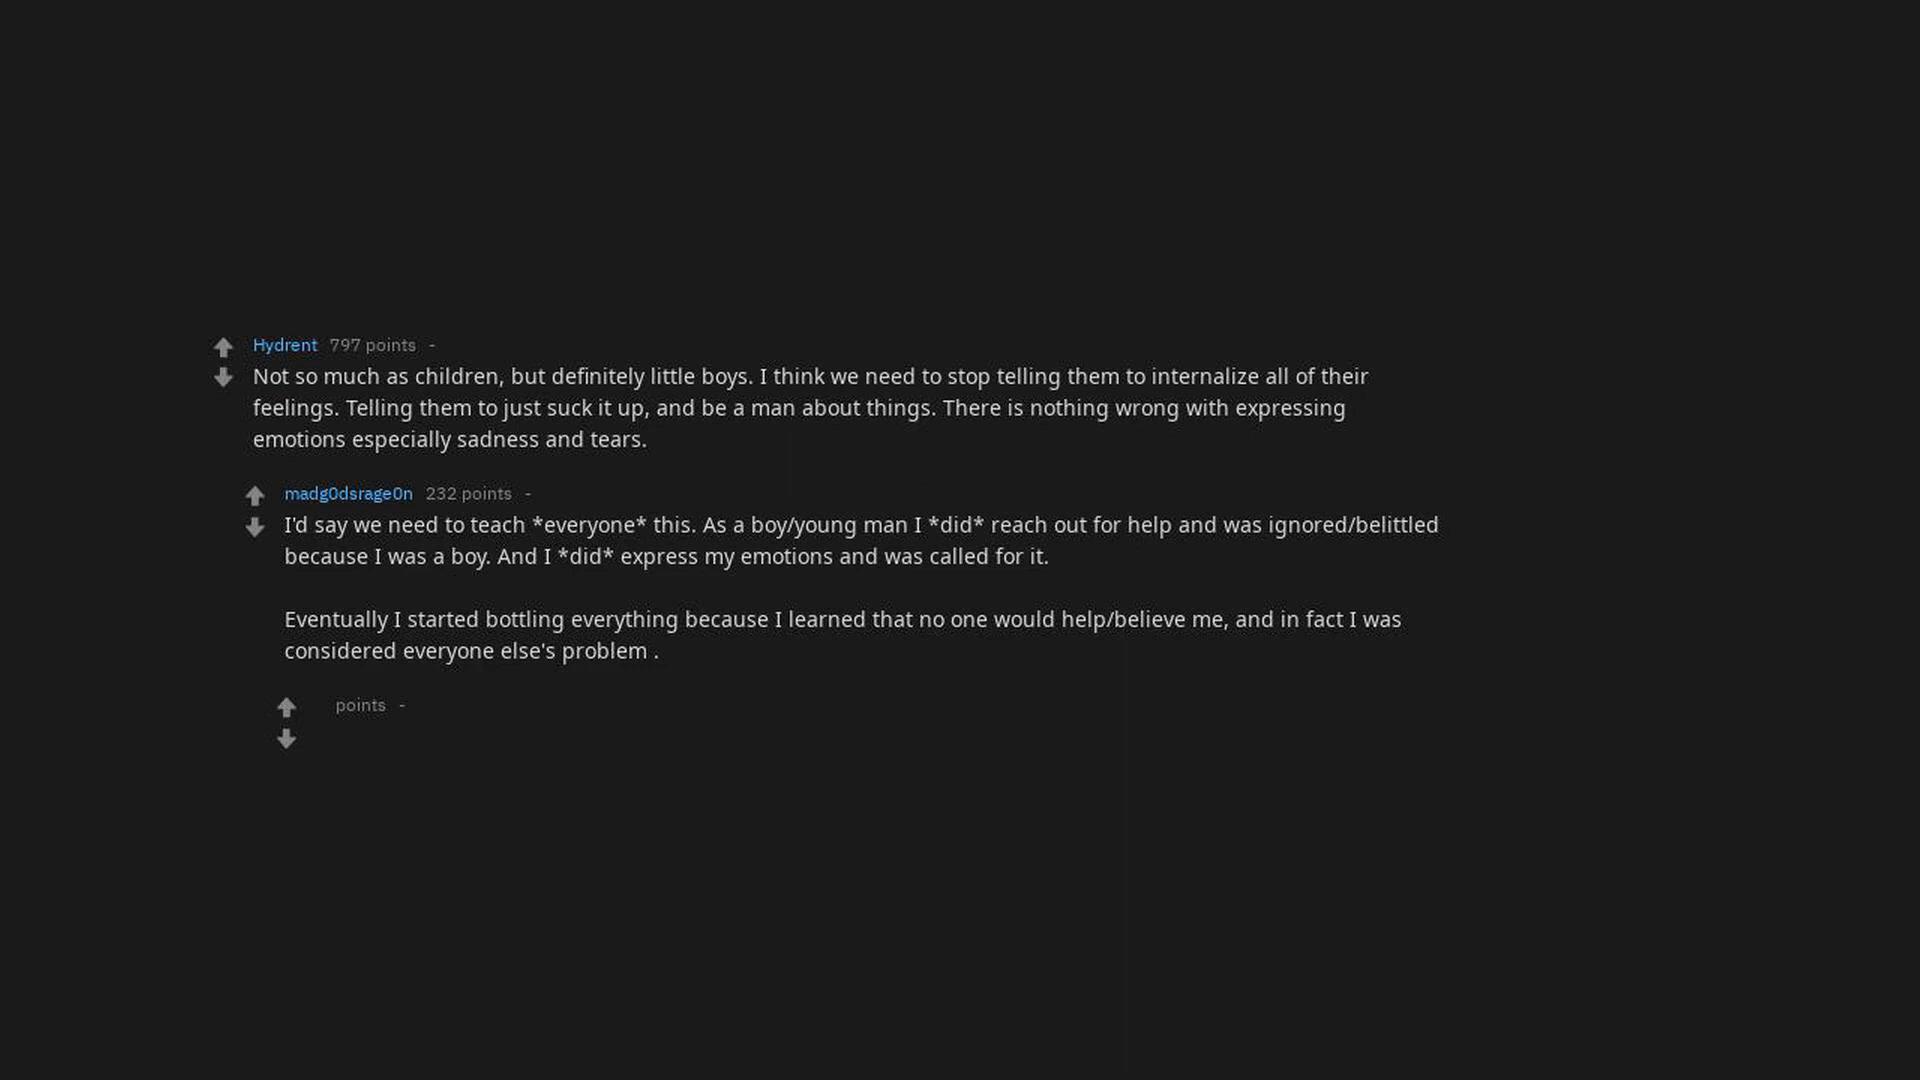 Hydrent 797 points -
Not so much as children, but definitely little boys. I think we need to stop telling them to internalize all of their
feelings. Telling them to just suck it up, and be a man about things. There is nothing wrong with expressing
emotions especially sadness and tears.
madg0dsrage0n 232 points -
I'd say we need to teach *everyone* this. As a boy/young man I *did* reach out for help and was ignored/belittled
because I was a boy. And I *did* express my emotions and was called for it.
Eventually I started bottling everything because I learned that no one would help/believe me, and in fact I was
considered everyone else's problem .
points -